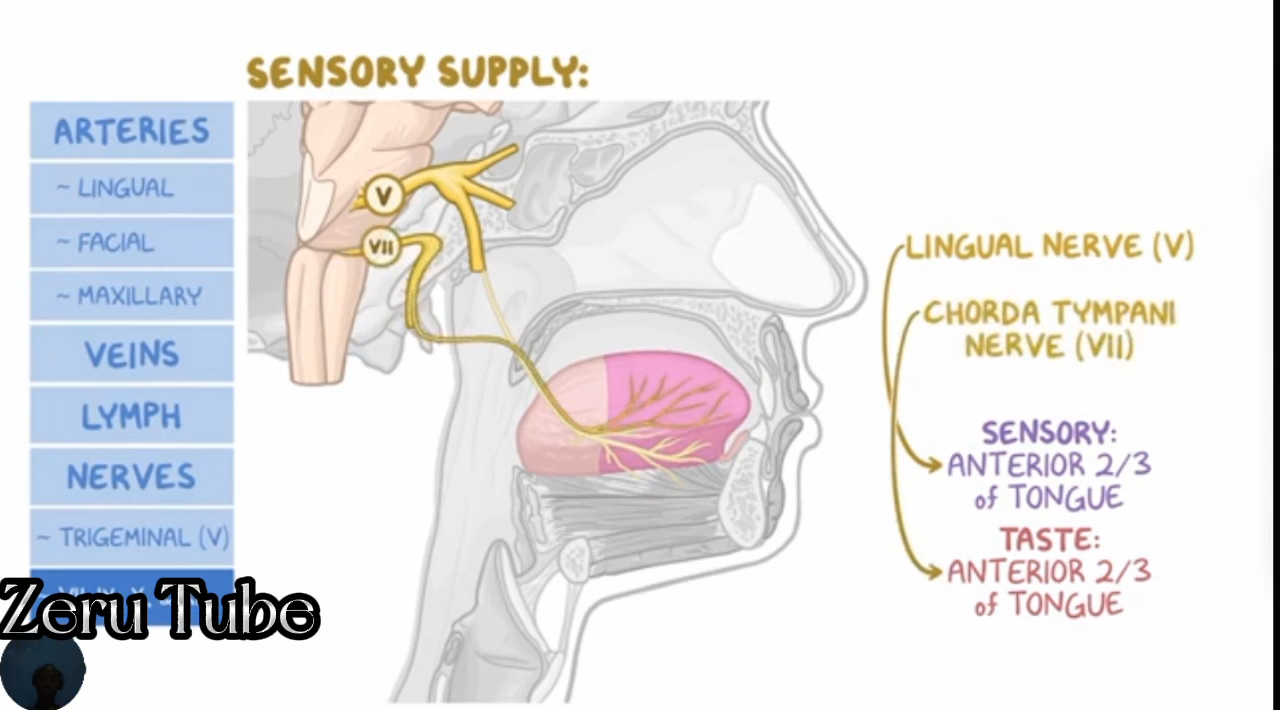 SENSORY SUPPLY:
ARTERIES
~ LINGUAL
~ FACIAL
~ MAXILLARY
VEINS
LYMPH
NERVES
~ TRIGEMINAL (V)
Zeru Tube
V
VII
LINGUAL NERVE (V)
CHORDA TYMPANI
NERVE (VII)
SENSORY:
ANTERIOR 2/3
of TONGUE
TASTE:
ANTERIOR 2/3
of TONGUE